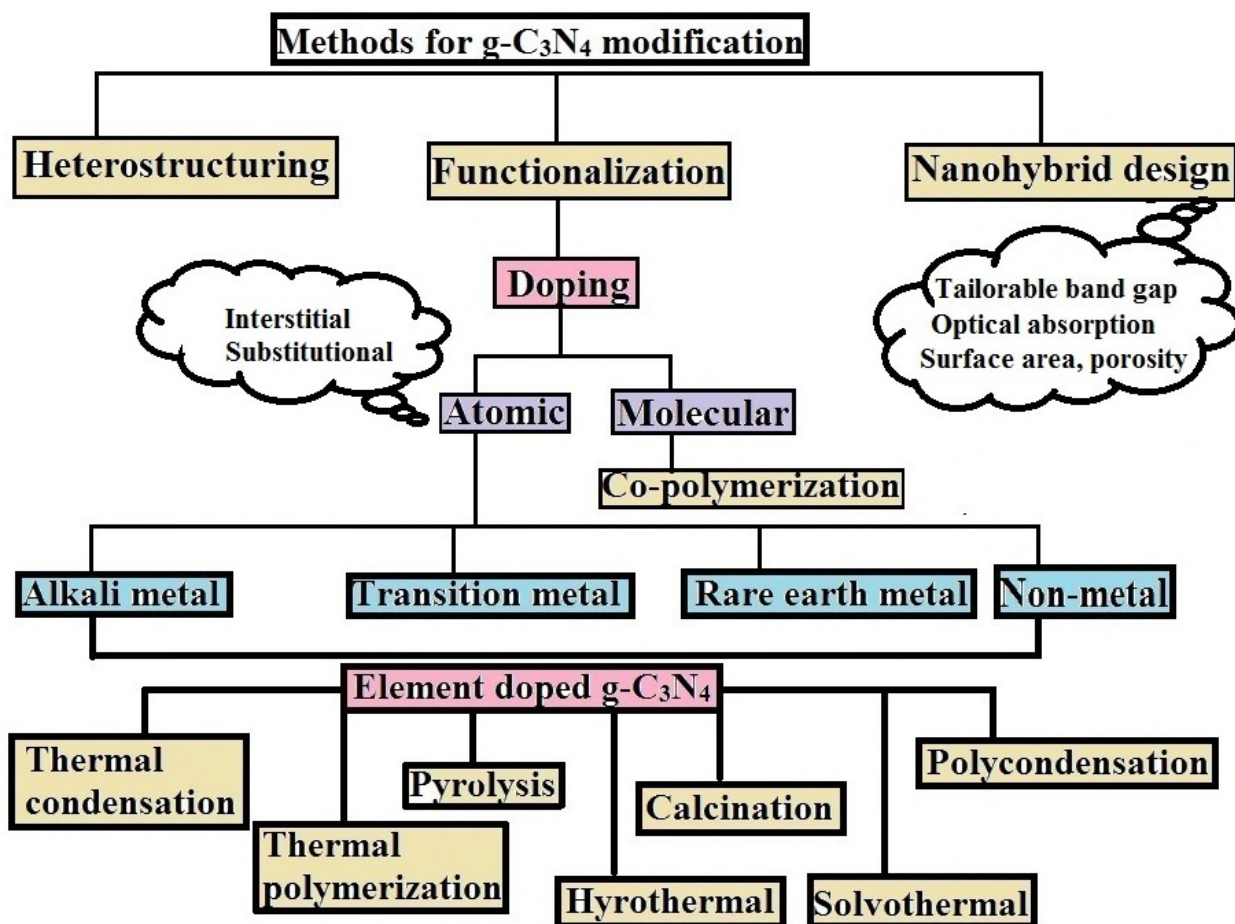 Methods for g-C₃N₄ modification
Heterostructuring
Functionalization
Nanohybrid design
Doping
Interstitial
Substitutional
Tailorable band gap
Optical absorption
Surface area, porosity
Atomic
Molecular
Co-polymerization
Alkali metal
Transition metal
Rare earth metal
Non-metal
Element doped g-C₃N₄
Thermal
condensation
Pyrolysis
Polycondensation
Calcination
Thermal
polymerization
Hyrothermal
Solvothermal